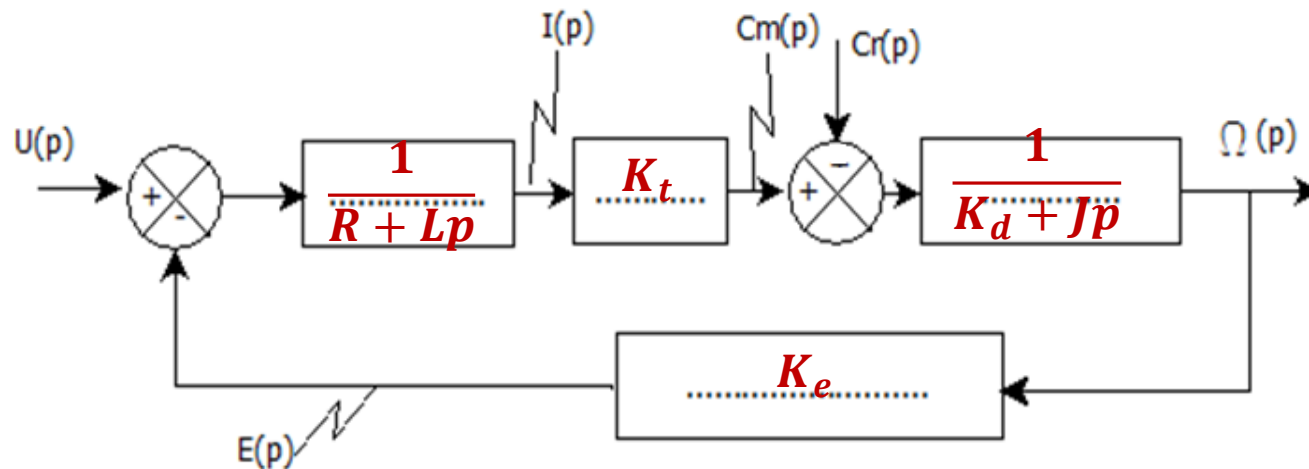 I(p)
Cm(p)
Cr(p)
U(p)
+
-
1
R + Lp
K_t
+
−
1
K_d + Jp
Ω (p)
K_e
E(p)